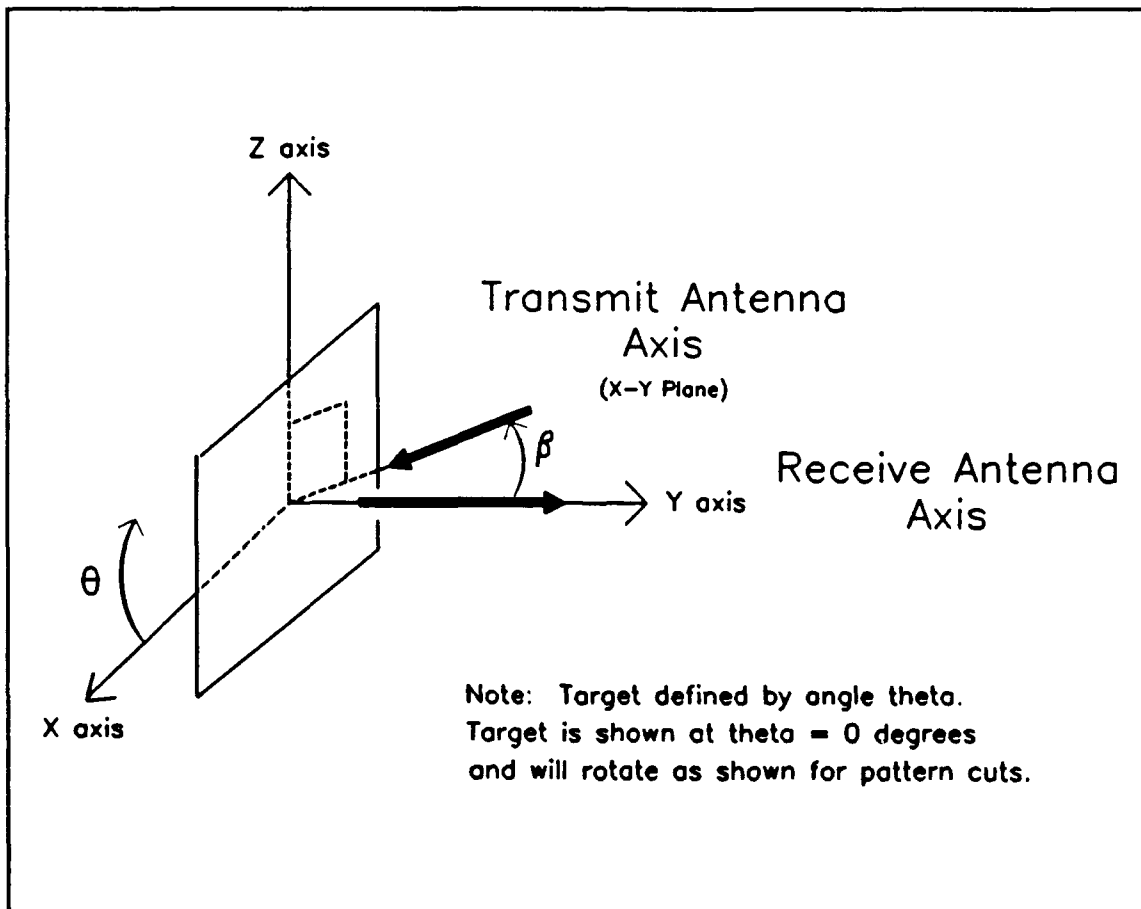 Z axis
Transmit Antenna
Axis
(X-Y Plane)
β
Receive Antenna
Axis
Y axis
θ
X axis
Note: Target defined by angle theta.
Target is shown at theta = 0 degrees
and will rotate as shown for pattern cuts.